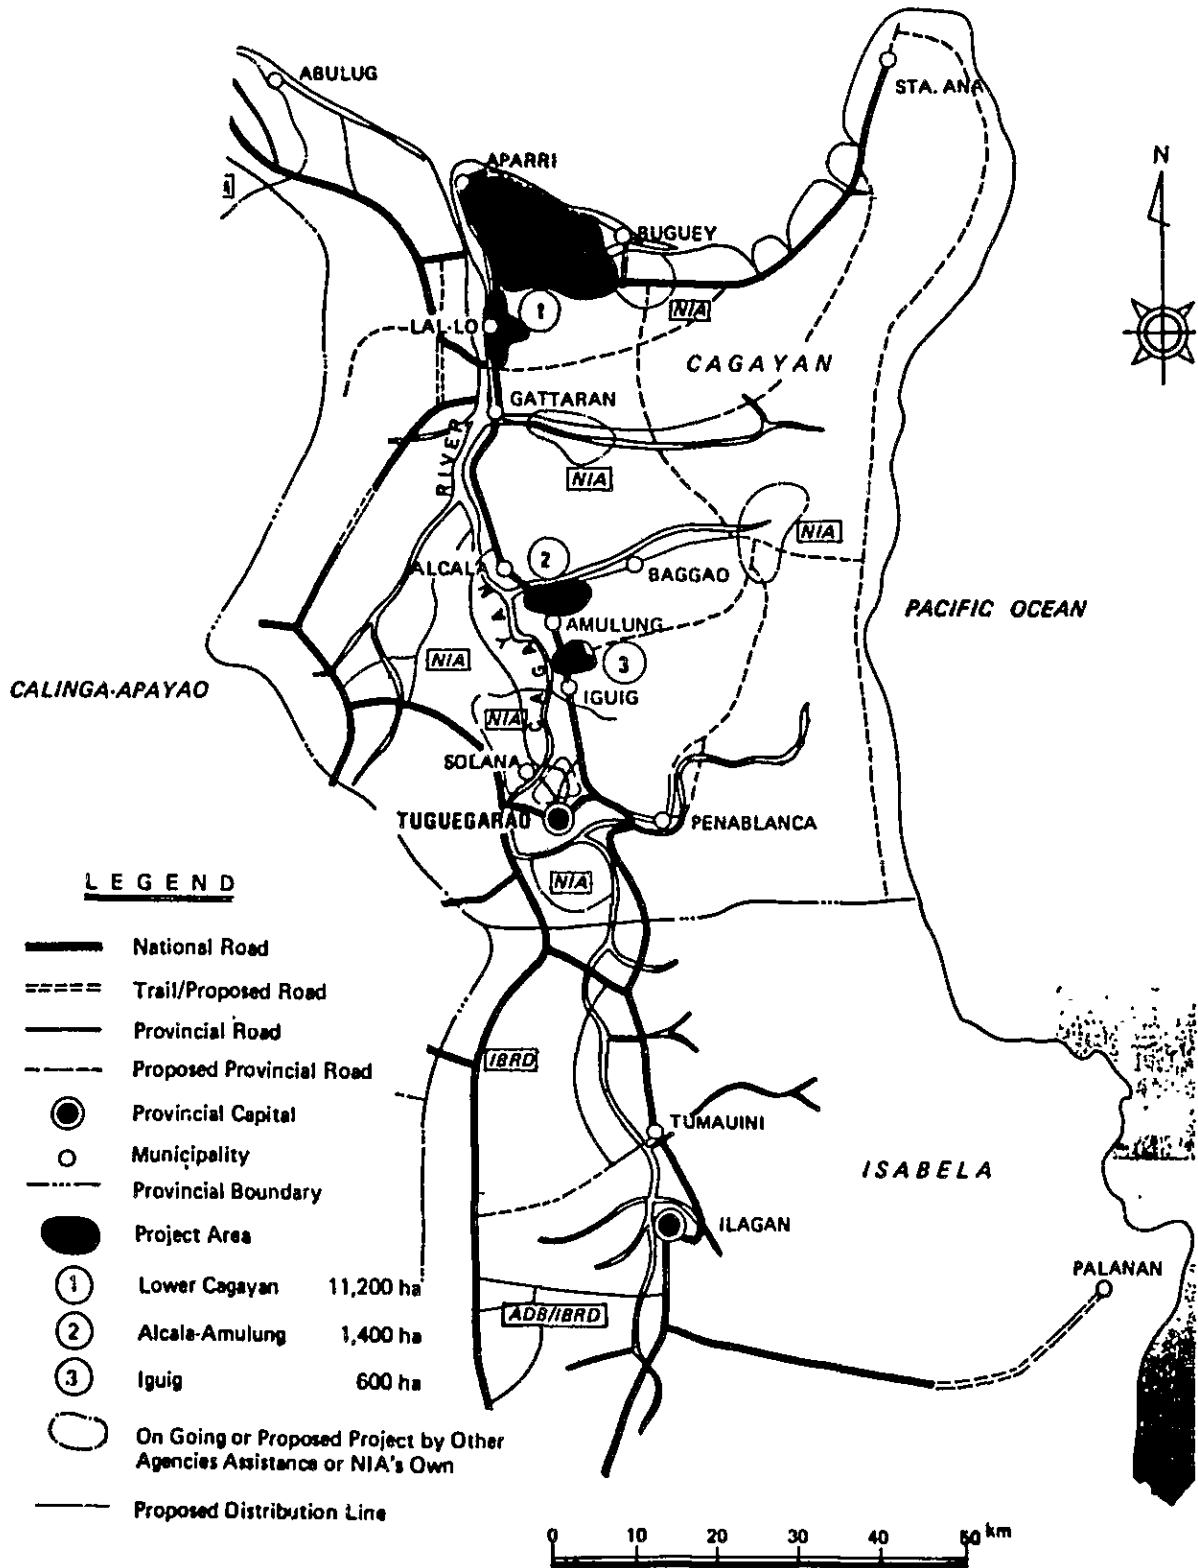 ABULUG
STA. ANA
APARRI
N
BUGUEY
1
NIA
LAL-LO
CAGAYAN
GATTARAN
RIVER
NIA
2
NIA
ALCALA
BAGGAO
PACIFIC OCEAN
AMULUNG
CAGAYAN
NIA
3
CALINGA-APAYAO
IGUIG
NIA
SOLANA
TUGUEGARAO
PENABLANCA
NIA
LEGEND
National Road
Trail/Proposed Road
Provincial Road
IBRD
Proposed Provincial Road
Provincial Capital
TUMAUINI
Municipality
ISABELA
Provincial Boundary
ILAGAN
Project Area
PALANAN
1 Lower Cagayan 11,200 ha
ADB/IBRD
2 Alcala-Amulung 1,400 ha
3 Iguig 600 ha
On Going or Proposed Project by Other
Agencies Assistance or NIA's Own
Proposed Distribution Line
0 10 20 30 40 50 km